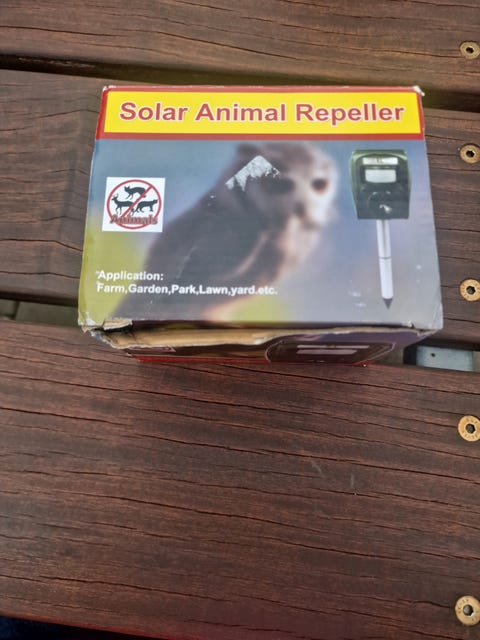 Solar Animal Repeller
Animals
Application:
Farm,Garden,Park,Lawn,yard.etc.